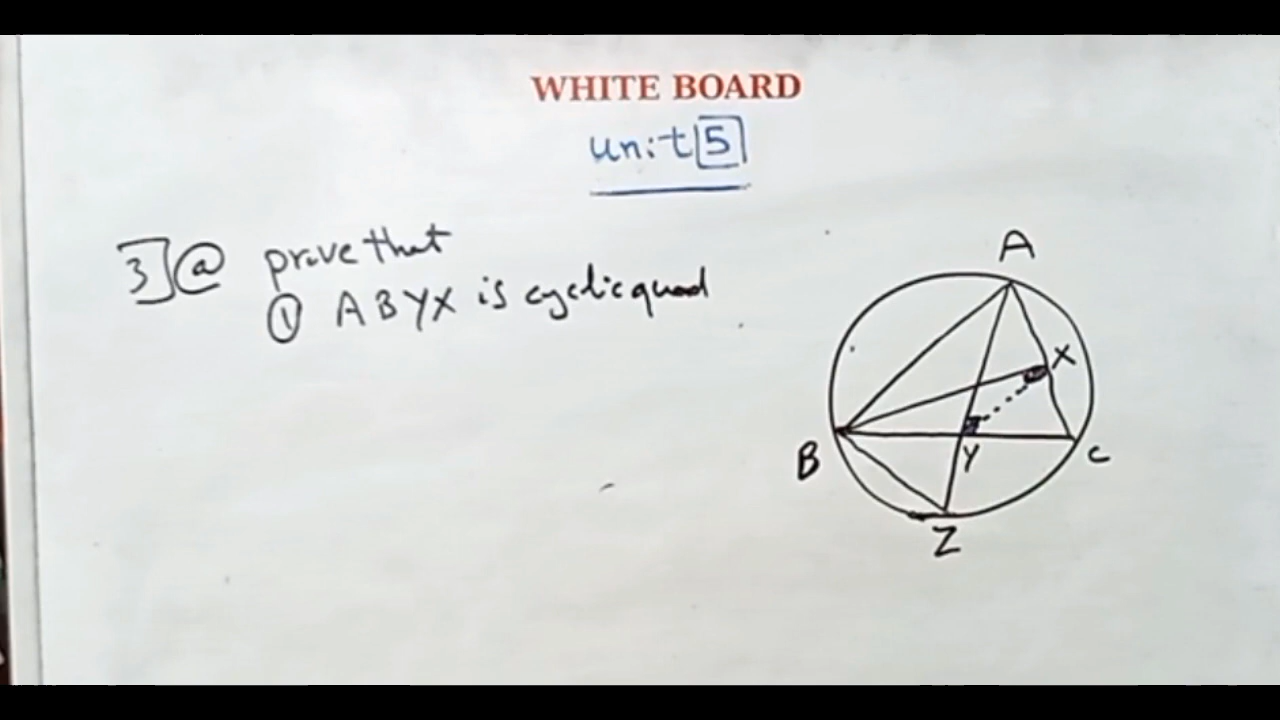 WHITE BOARD
unit 5
3] ⓐ prove that
① ABYX is cyclic quad
A
X
B
Y
C
Z